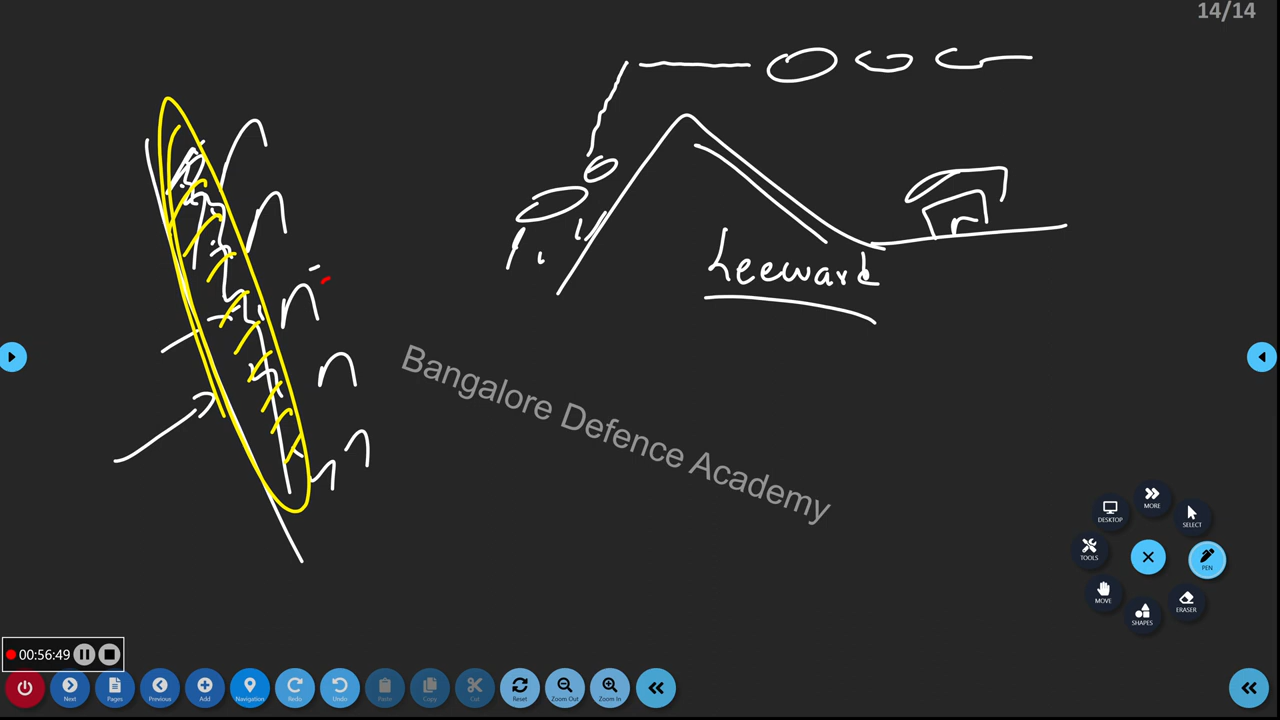 14/14
Leeward
Bangalore Defence Academy
MORE
DESKTOP
SELECT
TOOLS
PEN
MOVE
ERASER
SHAPES
00:56:49
Next
Pages
Previous
Add
Navigation
Redo
Undo
Paste
Copy
Cut
Reset
Zoom Out
Zoom In